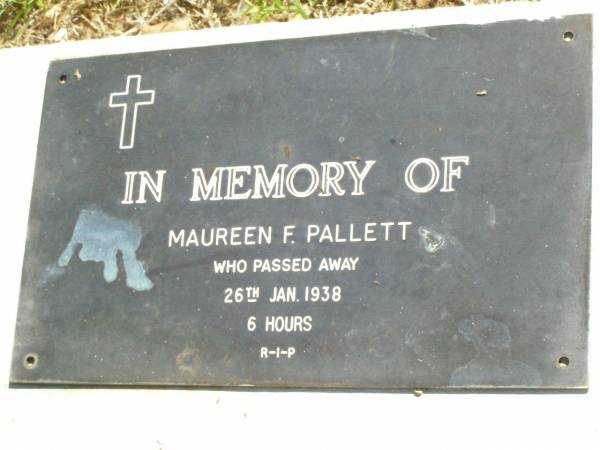 IN MEMORY OF
MAUREEN F. PALLETT
WHO PASSED AWAY
26TH JAN. 1938
6 HOURS
R-I-P